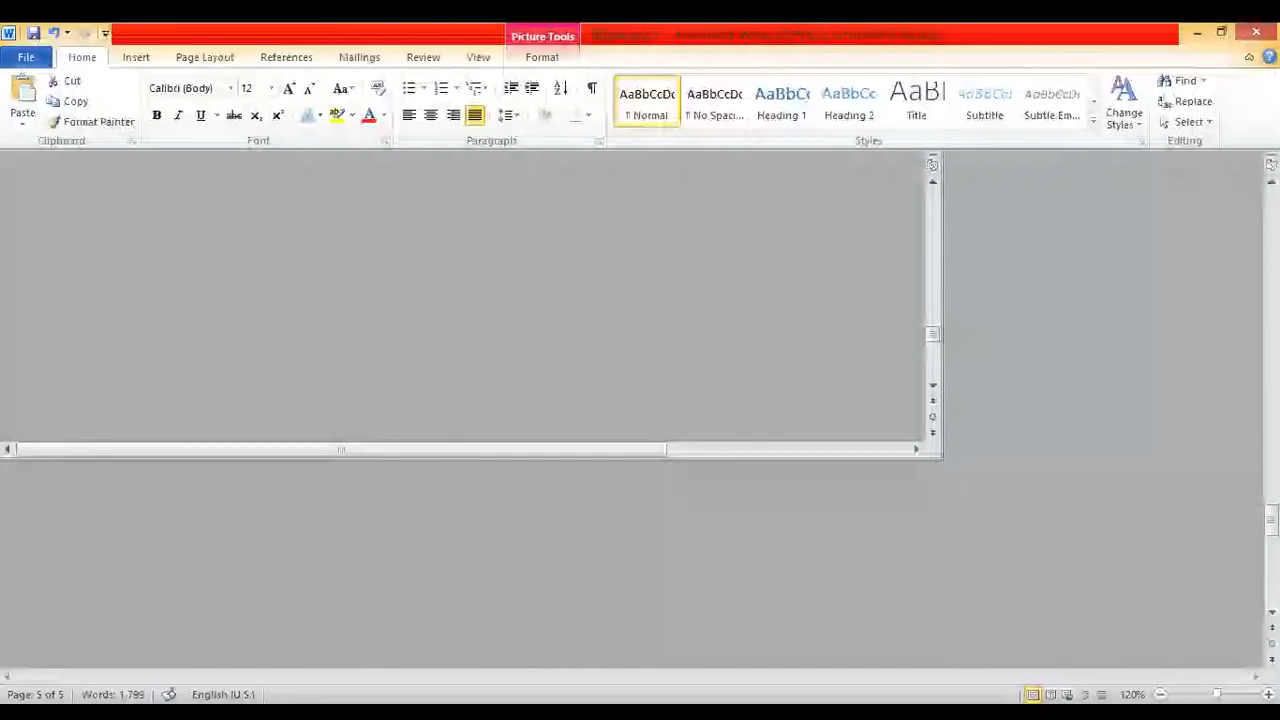 Picture Tools
File Home Insert Page Layout References Mailings Review View Format
Cut
Copy
Format Painter
Paste
Clipboard
Calibri (Body) 12
Font
Paragraph
AaBbCcDc AaBbCcDc AaBbCc AaBbCc AaBl AaBbCcI AaBbCcDi
¶ Normal ¶ No Spaci... Heading 1 Heading 2 Title Subtitle Subtle Em...
Styles
Change
Styles
Find
Replace
Select
Editing
Page: 5 of 5 Words: 1,799 English (U.S.) 120%